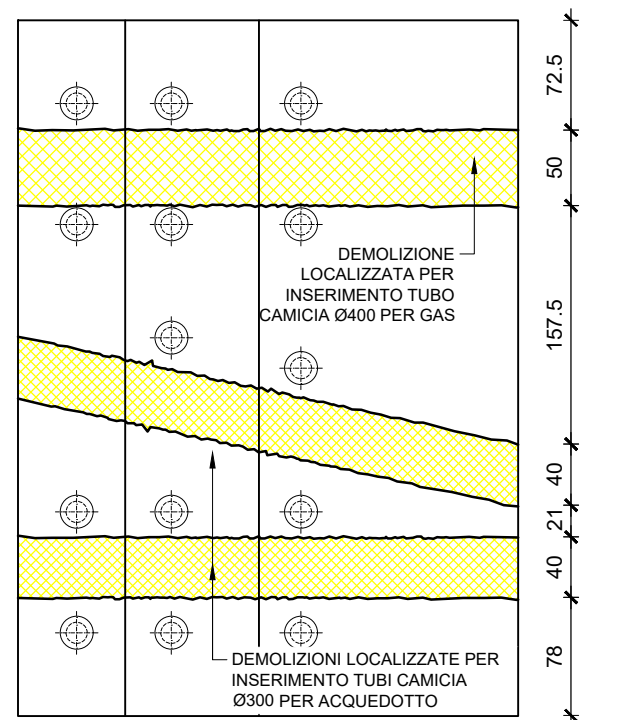 72.5
50
DEMOLIZIONE
LOCALIZZATA PER
INSERIMENTO TUBO
CAMICIA Ø400 PER GAS
157.5
40
21
40
DEMOLIZIONI LOCALIZZATE PER
INSERIMENTO TUBI CAMICIA
Ø300 PER ACQUEDOTTO
78